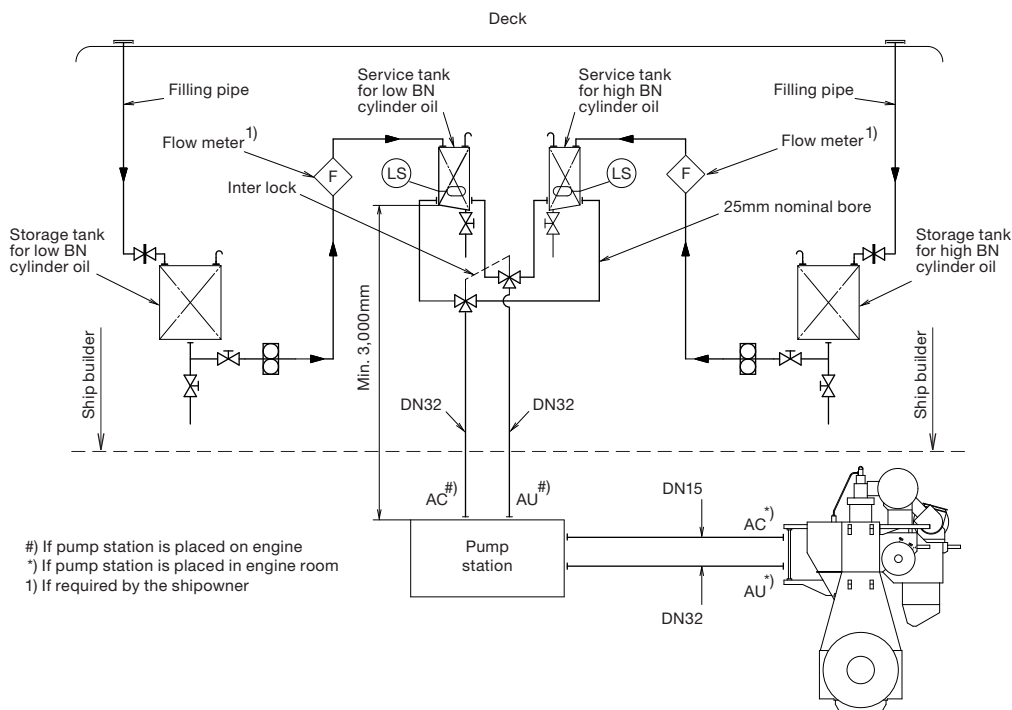 Deck
Filling pipe
Service tank
for low BN
cylinder oil
Service tank
for high BN
cylinder oil
Filling pipe
Flow meter1)
Flow meter1)
F
LS
LS
F
Inter lock
25mm nominal bore
Storage tank
for low BN
cylinder oil
Storage tank
for high BN
cylinder oil
Min. 3,000mm
Ship builder
Ship builder
DN32
DN32
AC#)
AU#)
DN15
AC*)
Pump
station
AU*)
DN32
#) If pump station is placed on engine
*) If pump station is placed in engine room
1) If required by the shipowner